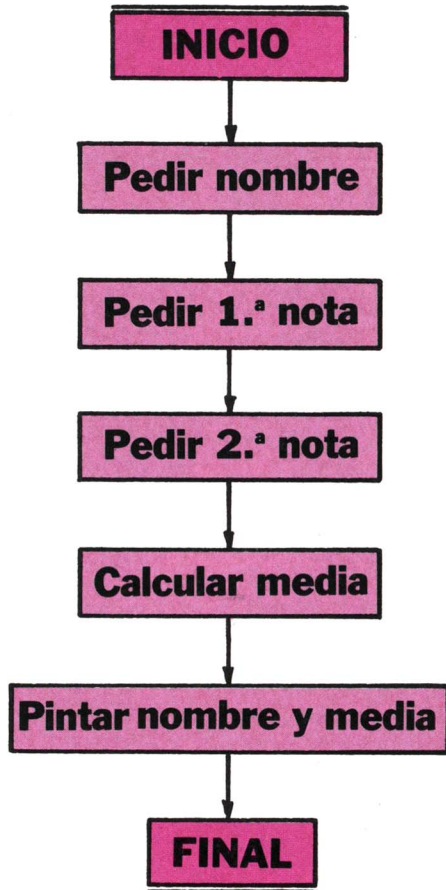 INICIO
Pedir nombre
Pedir 1.ª nota
Pedir 2.ª nota
Calcular media
Pintar nombre y media
FINAL